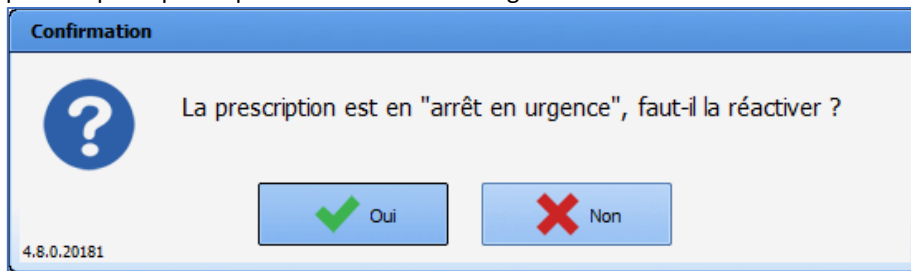 Confirmation
La prescription est en "arrêt en urgence", faut-il la réactiver ?
Oui
Non
4.8.0.20181